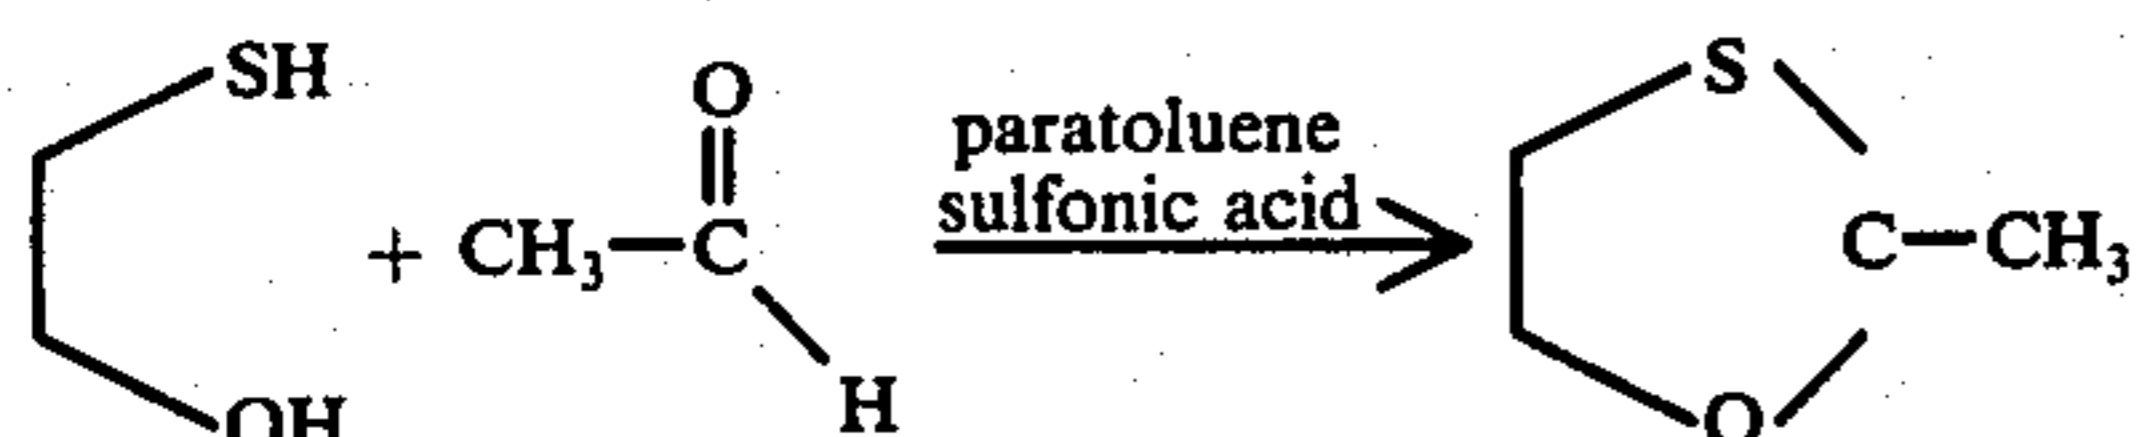 SH
O
paratoluene
S
sulfonic acid
+ CH₃—C
C—CH₃
H
OH
O